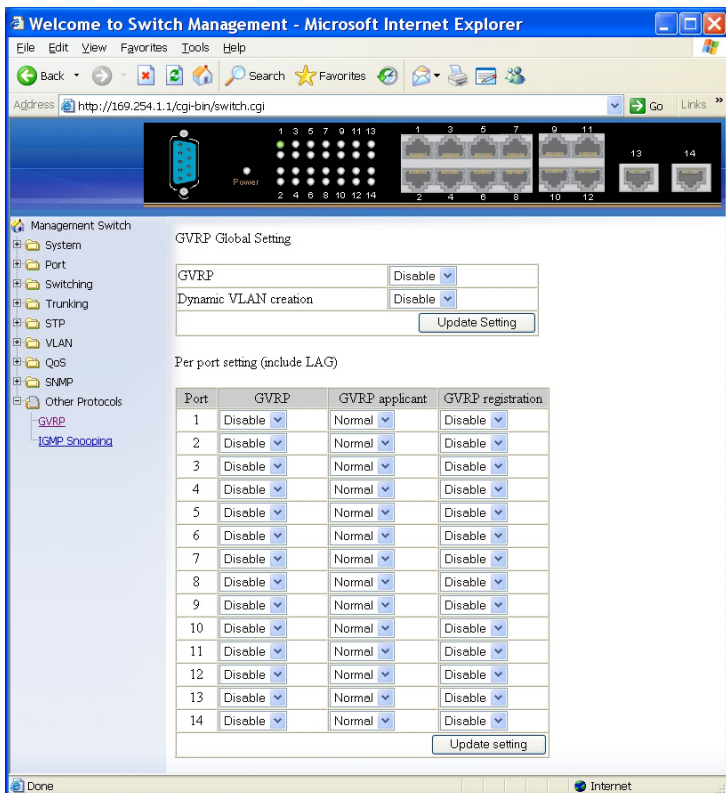 Welcome to Switch Management - Microsoft Internet Explorer
File Edit View Favorites Tools Help
Back Search Favorites
Address http://169.254.1.1/cgi-bin/switch.cgi Go Links »
1 3 5 7 9 11 13
Power
2 4 6 8 10 12 14
1 3 5 7 9 11
13 14
2 4 6 8 10 12
Management Switch
System
Port
Switching
Trunking
STP
VLAN
QoS
SNMP
Other Protocols
GVRP
IGMP Snooping
GVRP Global Setting
GVRP Disable
Dynamic VLAN creation Disable
Update Setting
Per port setting (include LAG)
Port GVRP GVRP applicant GVRP registration
1 Disable Normal Disable
2 Disable Normal Disable
3 Disable Normal Disable
4 Disable Normal Disable
5 Disable Normal Disable
6 Disable Normal Disable
7 Disable Normal Disable
8 Disable Normal Disable
9 Disable Normal Disable
10 Disable Normal Disable
11 Disable Normal Disable
12 Disable Normal Disable
13 Disable Normal Disable
14 Disable Normal Disable
Update setting
Done Internet